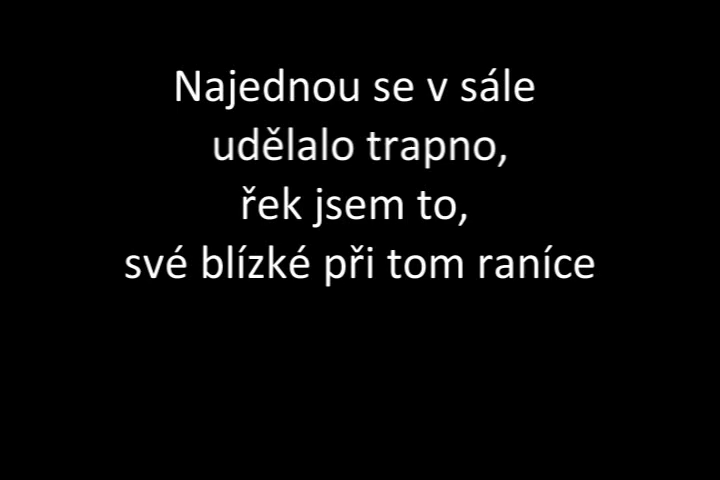 Najednou se v sále
udělalo trapno,
řek jsem to,
své blízké při tom raníce